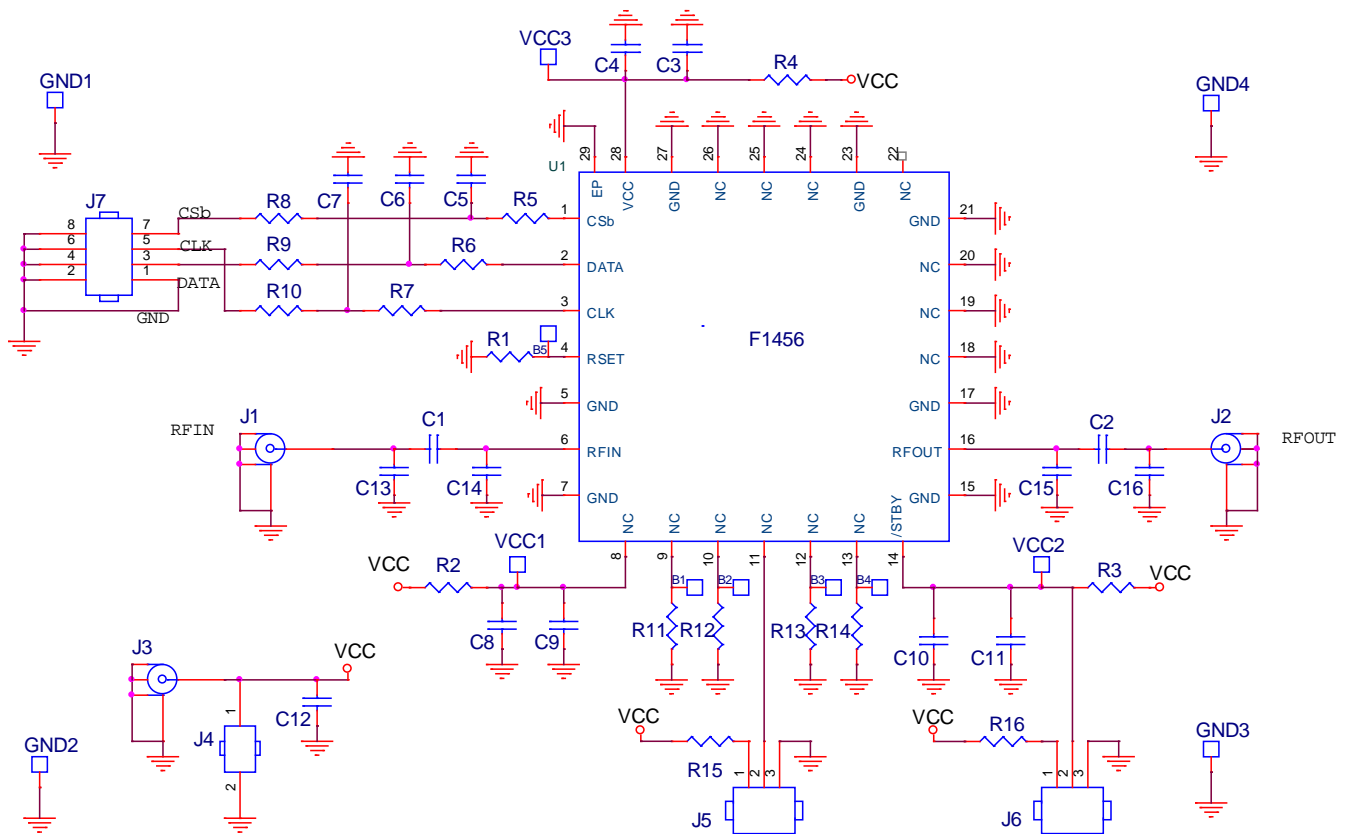 VCC3
C4
C3
R4
VCC
GND1
GND4
U1
29
28
27
26
25
24
23
22
EP
VCC
GND
NC
NC
NC
GND
NC
J7
8
6
4
2
7
5
3
1
CSb
CLK
DATA
GND
R8
R9
R10
C7
C6
C5
R5
R6
R7
1
CSb
2
DATA
3
CLK
R1
B5
4
RSET
5
GND
6
RFIN
7
GND
F1456
GND
21
NC
20
NC
19
NC
18
GND
17
RFOUT
16
GND
15
RFIN
J1
C1
C13
C14
C2
C15
C16
J2
RFOUT
NC
NC
NC
NC
NC
NC
/STBY
8
9
10
11
12
13
14
VCC
R2
VCC1
C8
C9
B1
B2
B3
B4
R11
R12
R13
R14
VCC2
R3
VCC
C10
C11
J3
VCC
C12
1
J4
2
GND2
VCC
R15
1
2
3
J5
VCC
R16
1
2
3
J6
GND3